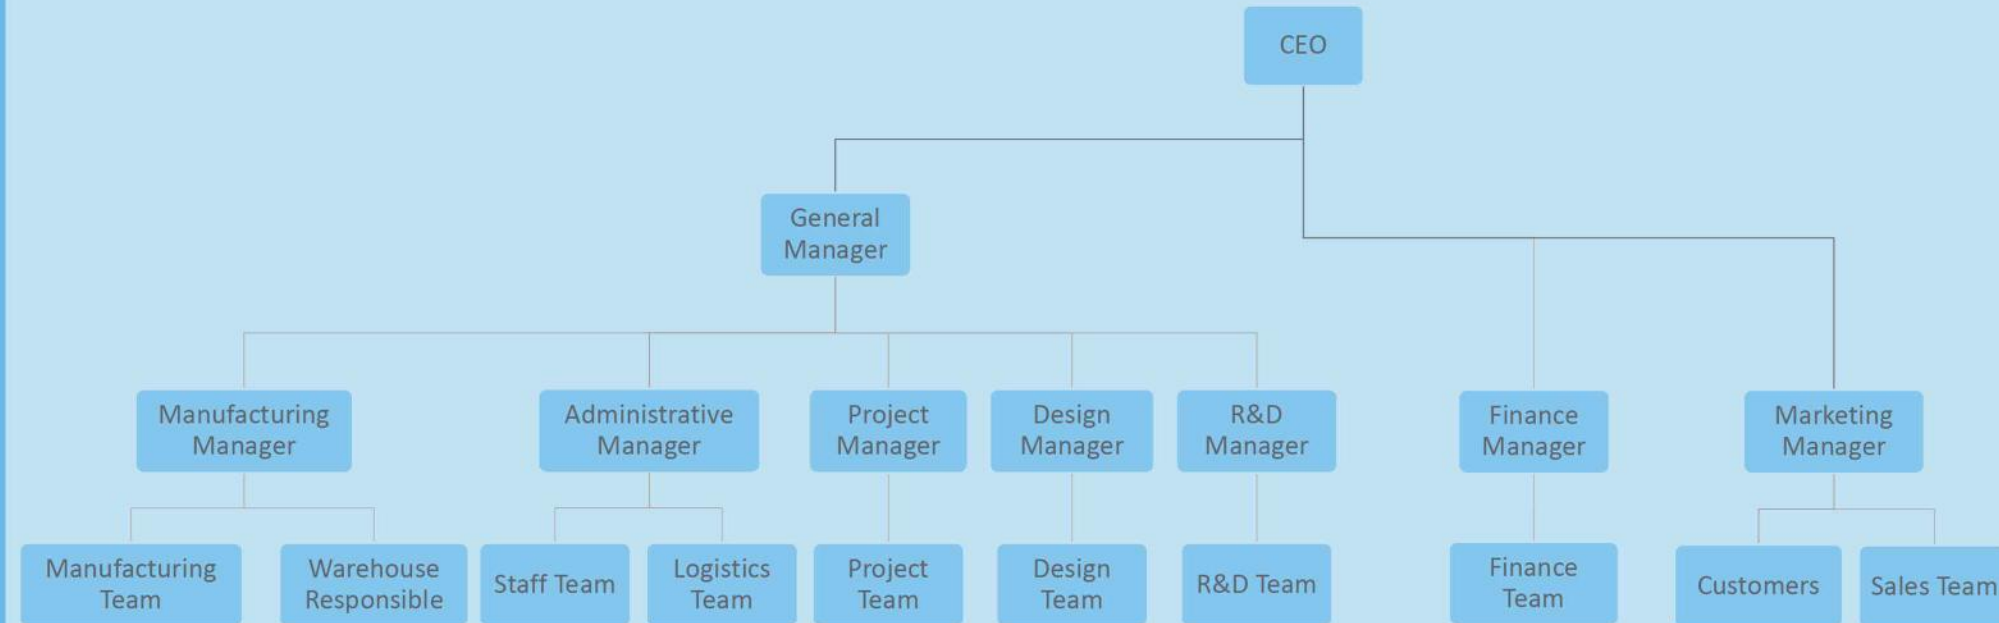 CEO
General
Manager
Manufacturing
Manager
Administrative
Manager
Project
Manager
Design
Manager
R&D
Manager
Finance
Manager
Marketing
Manager
Manufacturing
Team
Warehouse
Responsible
Staff Team
Logistics
Team
Project
Team
Design
Team
R&D Team
Finance
Team
Customers
Sales Team